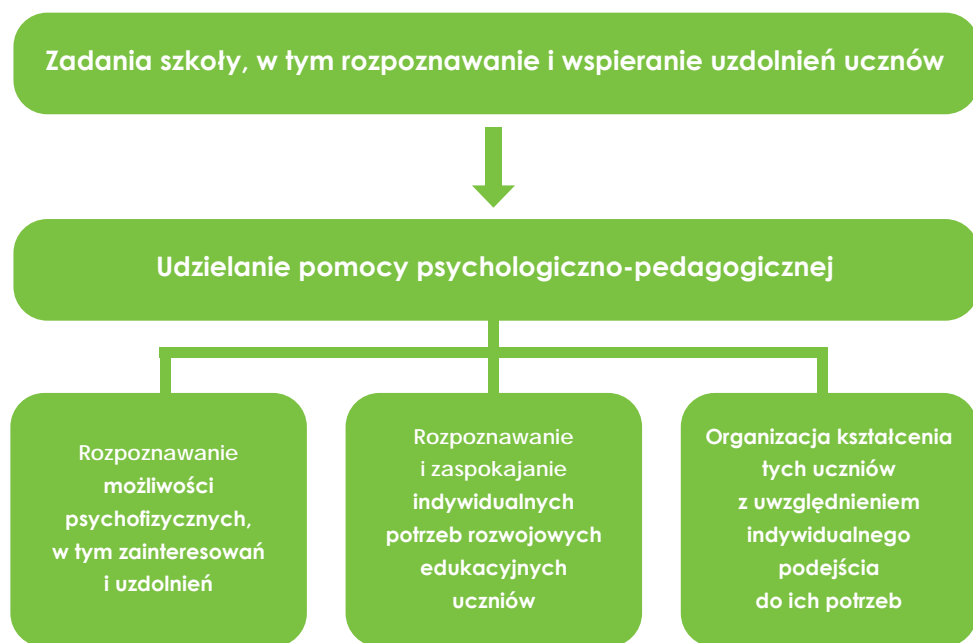 Zadania szkoły, w tym rozpoznawanie i wspieranie uzdolnień ucznów
Udzielanie pomocy psychologiczno-pedagogicznej
Rozpoznawanie
możliwości
psychofizycznych,
w tym zainteresowań
i uzdolnień
Rozpoznawanie
i zaspokajanie
indywidualnych
potrzeb rozwojowych
edukacyjnych
uczniów
Organizacja kształcenia
tych uczniów
z uwzględnieniem
indywidualnego
podejścia
do ich potrzeb